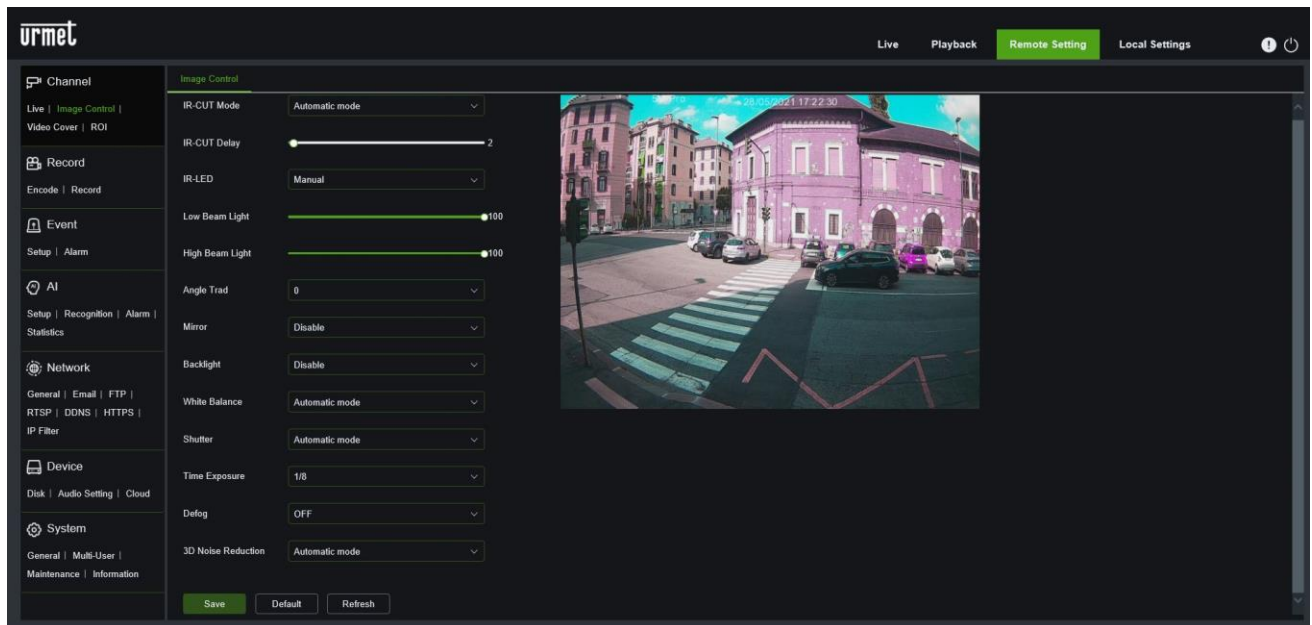 urmet
Live
Playback
Remote Setting
Local Settings
Channel
Live | Image Control |
Video Cover | ROI
Record
Encode | Record
Event
Setup | Alarm
AI
Setup | Recognition | Alarm |
Statistics
Network
General | Email | FTP |
RTSP | DDNS | HTTPS |
IP Filter
Device
Disk | Audio Setting | Cloud
System
General | Multi-User |
Maintenance | Information
Image Control
IR-CUT Mode Automatic mode
IR-CUT Delay 2
IR-LED Manual
Low Beam Light 100
High Beam Light 100
Angle Trad 0
Mirror Disable
Backlight Disable
White Balance Automatic mode
Shutter Automatic mode
Time Exposure 1/8
Defog OFF
3D Noise Reduction Automatic mode
Save Default Refresh
28/05/2021 17:22:30